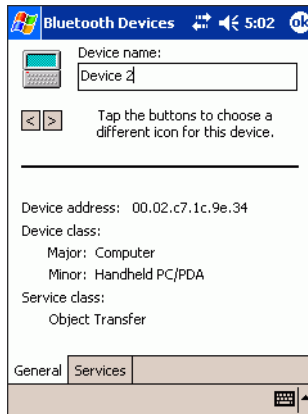 Bluetooth Devices 5:02 ok
Device name:
Device 2
< > Tap the buttons to choose a
different icon for this device.
Device address: 00.02.c7.1c.9e.34
Device class:
Major: Computer
Minor: Handheld PC/PDA
Service class:
Object Transfer
General Services